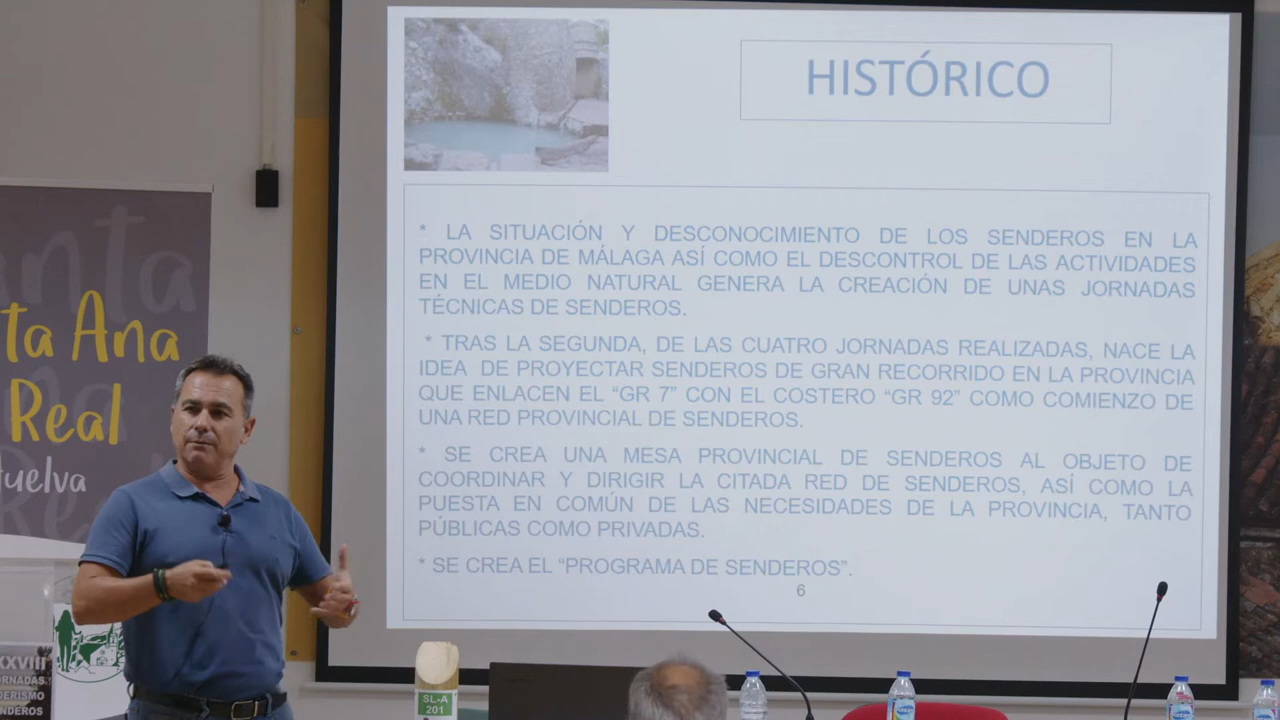 HISTÓRICO
* LA SITUACIÓN Y DESCONOCIMIENTO DE LOS SENDEROS EN LA
PROVINCIA DE MÁLAGA ASÍ COMO EL DESCONTROL DE LAS ACTIVIDADES
EN EL MEDIO NATURAL GENERA LA CREACIÓN DE UNAS JORNADAS
TÉCNICAS DE SENDEROS.
* TRAS LA SEGUNDA, DE LAS CUATRO JORNADAS REALIZADAS, NACE LA
IDEA DE PROYECTAR SENDEROS DE GRAN RECORRIDO EN LA PROVINCIA
QUE ENLACEN EL “GR 7” CON EL COSTERO “GR 92” COMO COMIENZO DE
UNA RED PROVINCIAL DE SENDEROS.
* SE CREA UNA MESA PROVINCIAL DE SENDEROS AL OBJETO DE
COORDINAR Y DIRIGIR LA CITADA RED DE SENDEROS, ASÍ COMO LA
PUESTA EN COMÚN DE LAS NECESIDADES DE LA PROVINCIA, TANTO
PÚBLICAS COMO PRIVADAS.
* SE CREA EL “PROGRAMA DE SENDEROS”.
6
anta
ta Ana
Real
Huelva
XXVIII
ORNADAS
DERISMO
ENDEROS
SL-A
201